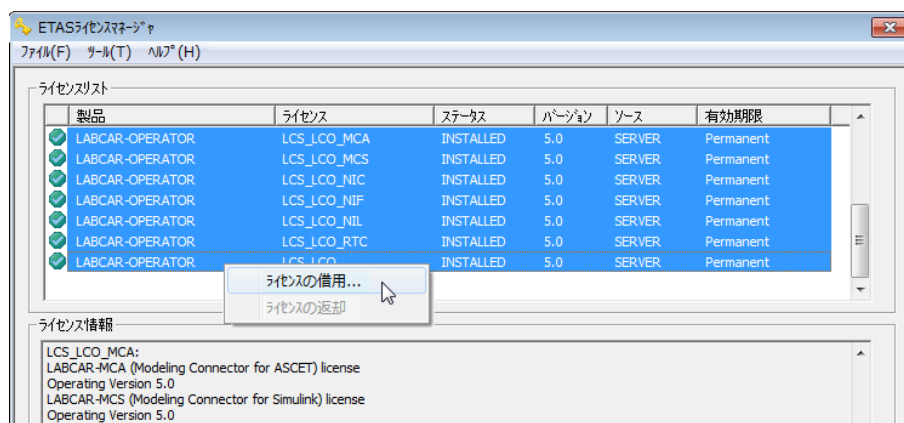 ETASﾗｲｾﾝｽﾏﾈｰｼﾞｬ
ﾌｧｲﾙ(F) ﾂｰﾙ(T) ﾍﾙﾌﾟ(H)
ﾗｲｾﾝｽﾘｽﾄ
製品 ﾗｲｾﾝｽ ｽﾃｰﾀｽ ﾊﾞｰｼﾞｮﾝ ｿｰｽ 有効期限
LABCAR-OPERATOR LCS_LCO_MCA INSTALLED 5.0 SERVER Permanent
LABCAR-OPERATOR LCS_LCO_MCS INSTALLED 5.0 SERVER Permanent
LABCAR-OPERATOR LCS_LCO_NIC INSTALLED 5.0 SERVER Permanent
LABCAR-OPERATOR LCS_LCO_NIF INSTALLED 5.0 SERVER Permanent
LABCAR-OPERATOR LCS_LCO_NIL INSTALLED 5.0 SERVER Permanent
LABCAR-OPERATOR LCS_LCO_RTC INSTALLED 5.0 SERVER Permanent
LABCAR-OPERATOR LCS_LCO INSTALLED 5.0 SERVER Permanent
ﾗｲｾﾝｽの借用...
ﾗｲｾﾝｽの返却
ﾗｲｾﾝｽ情報
LCS_LCO_MCA:
LABCAR-MCA (Modeling Connector for ASCET) license
Operating Version 5.0
LABCAR-MCS (Modeling Connector for Simulink) license
Operating Version 5.0